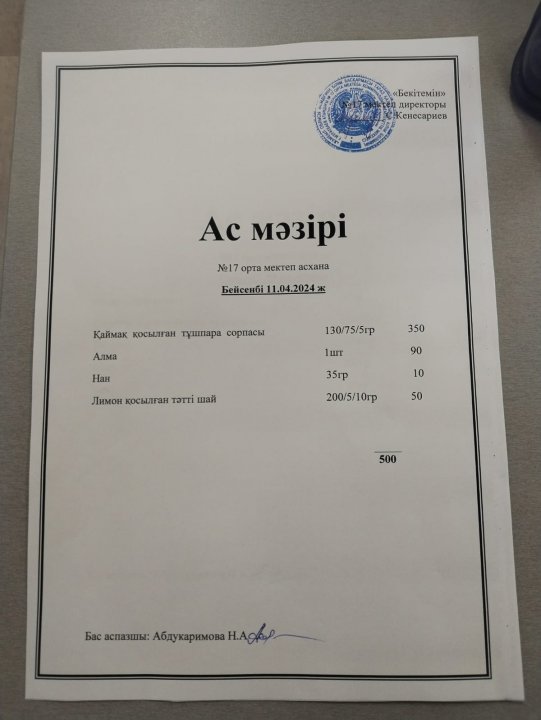 «Бекітемін»
№17 мектеп директоры
С.Кенесариев
Ас мәзірі
№17 орта мектеп асхана
Бейсенбі 11.04.2024 ж
Қаймақ қосылған тұшпара сорпасы 130/75/5гр 350
Алма 1шт 90
Нан 35гр 10
Лимон қосылған тәтті шай 200/5/10гр 50
500
Бас аспазшы: Абдукаримова Н.А